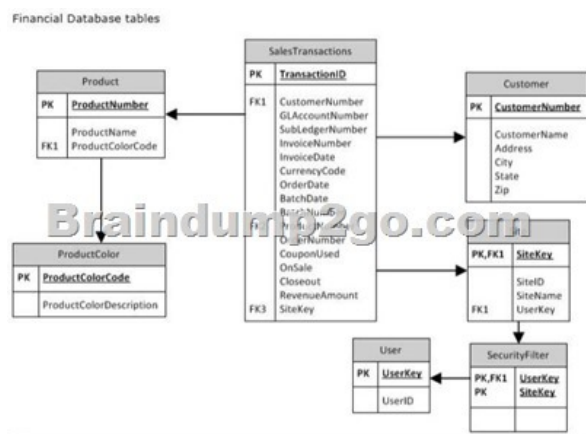 Financial Database tables
SalesTransactions
PK TransactionID
FK1 CustomerNumber
GLAccountNumber
SubLedgerNumber
InvoiceNumber
InvoiceDate
CurrencyCode
OrderDate
BatchDate
BatchNumber
ProductNumber
OrderNumber
CouponUsed
OnSale
Closeout
RevenueAmount
FK3 SiteKey
Product
PK ProductNumber
ProductName
FK1 ProductColorCode
Customer
PK CustomerNumber
CustomerName
Address
City
State
Zip
Braindump2go.com
ProductColor
PK ProductColorCode
ProductColorDescription
PK,FK1 SiteKey
SiteID
SiteName
FK1 UserKey
User
PK UserKey
UserID
SecurityFilter
PK,FK1 UserKey
PK SiteKey